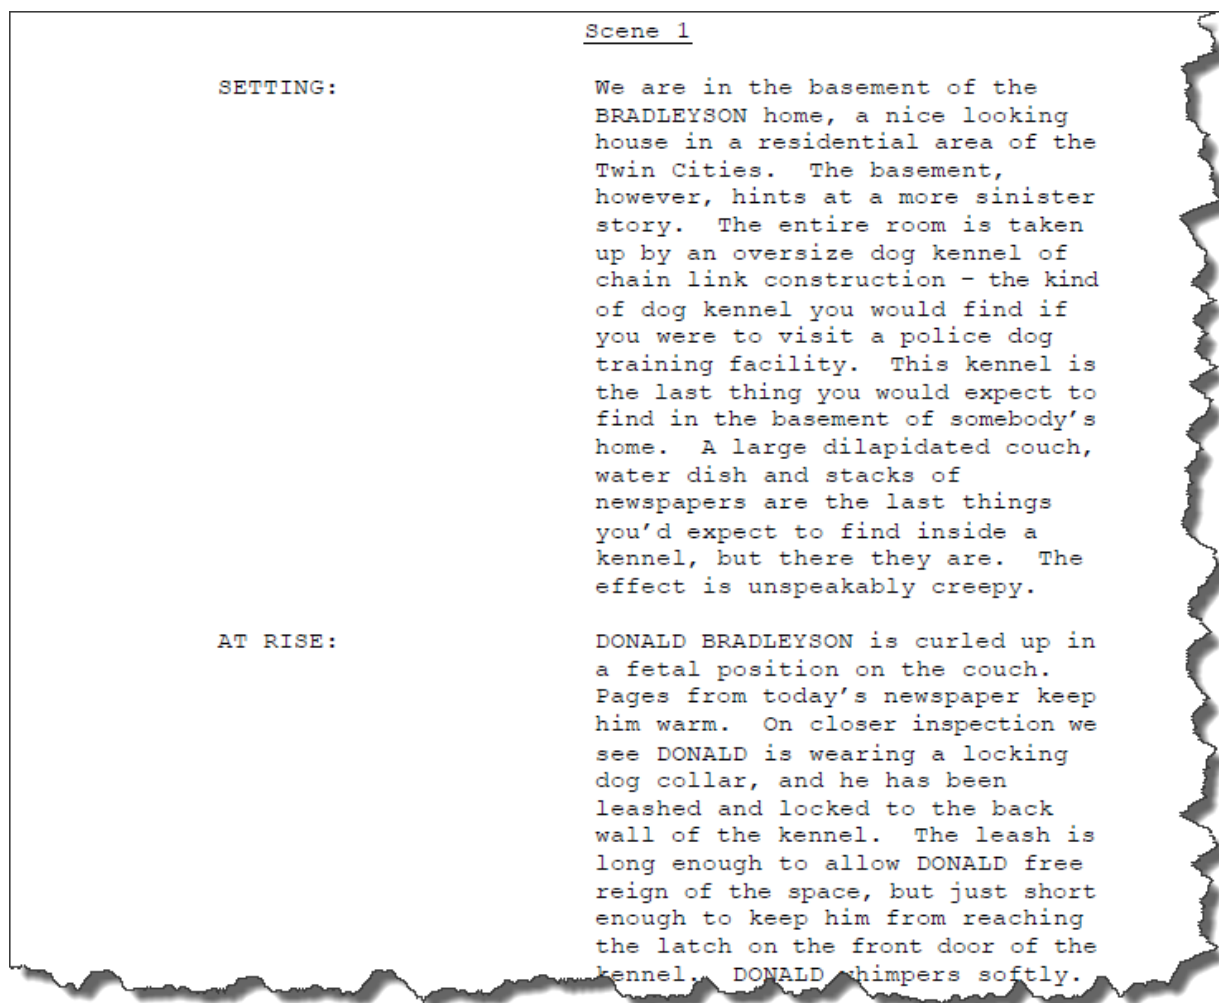 Scene 1
SETTING: We are in the basement of the
BRADLEYSON home, a nice looking
house in a residential area of the
Twin Cities.  The basement,
however, hints at a more sinister
story.  The entire room is taken
up by an oversize dog kennel of
chain link construction – the kind
of dog kennel you would find if
you were to visit a police dog
training facility.  This kennel is
the last thing you would expect to
find in the basement of somebody’s
home.  A large dilapidated couch,
water dish and stacks of
newspapers are the last things
you’d expect to find inside a
kennel, but there they are.  The
effect is unspeakably creepy.
AT RISE: DONALD BRADLEYSON is curled up in
a fetal position on the couch.
Pages from today’s newspaper keep
him warm.  On closer inspection we
see DONALD is wearing a locking
dog collar, and he has been
leashed and locked to the back
wall of the kennel.  The leash is
long enough to allow DONALD free
reign of the space, but just short
enough to keep him from reaching
the latch on the front door of the
kennel.  DONALD whimpers softly.